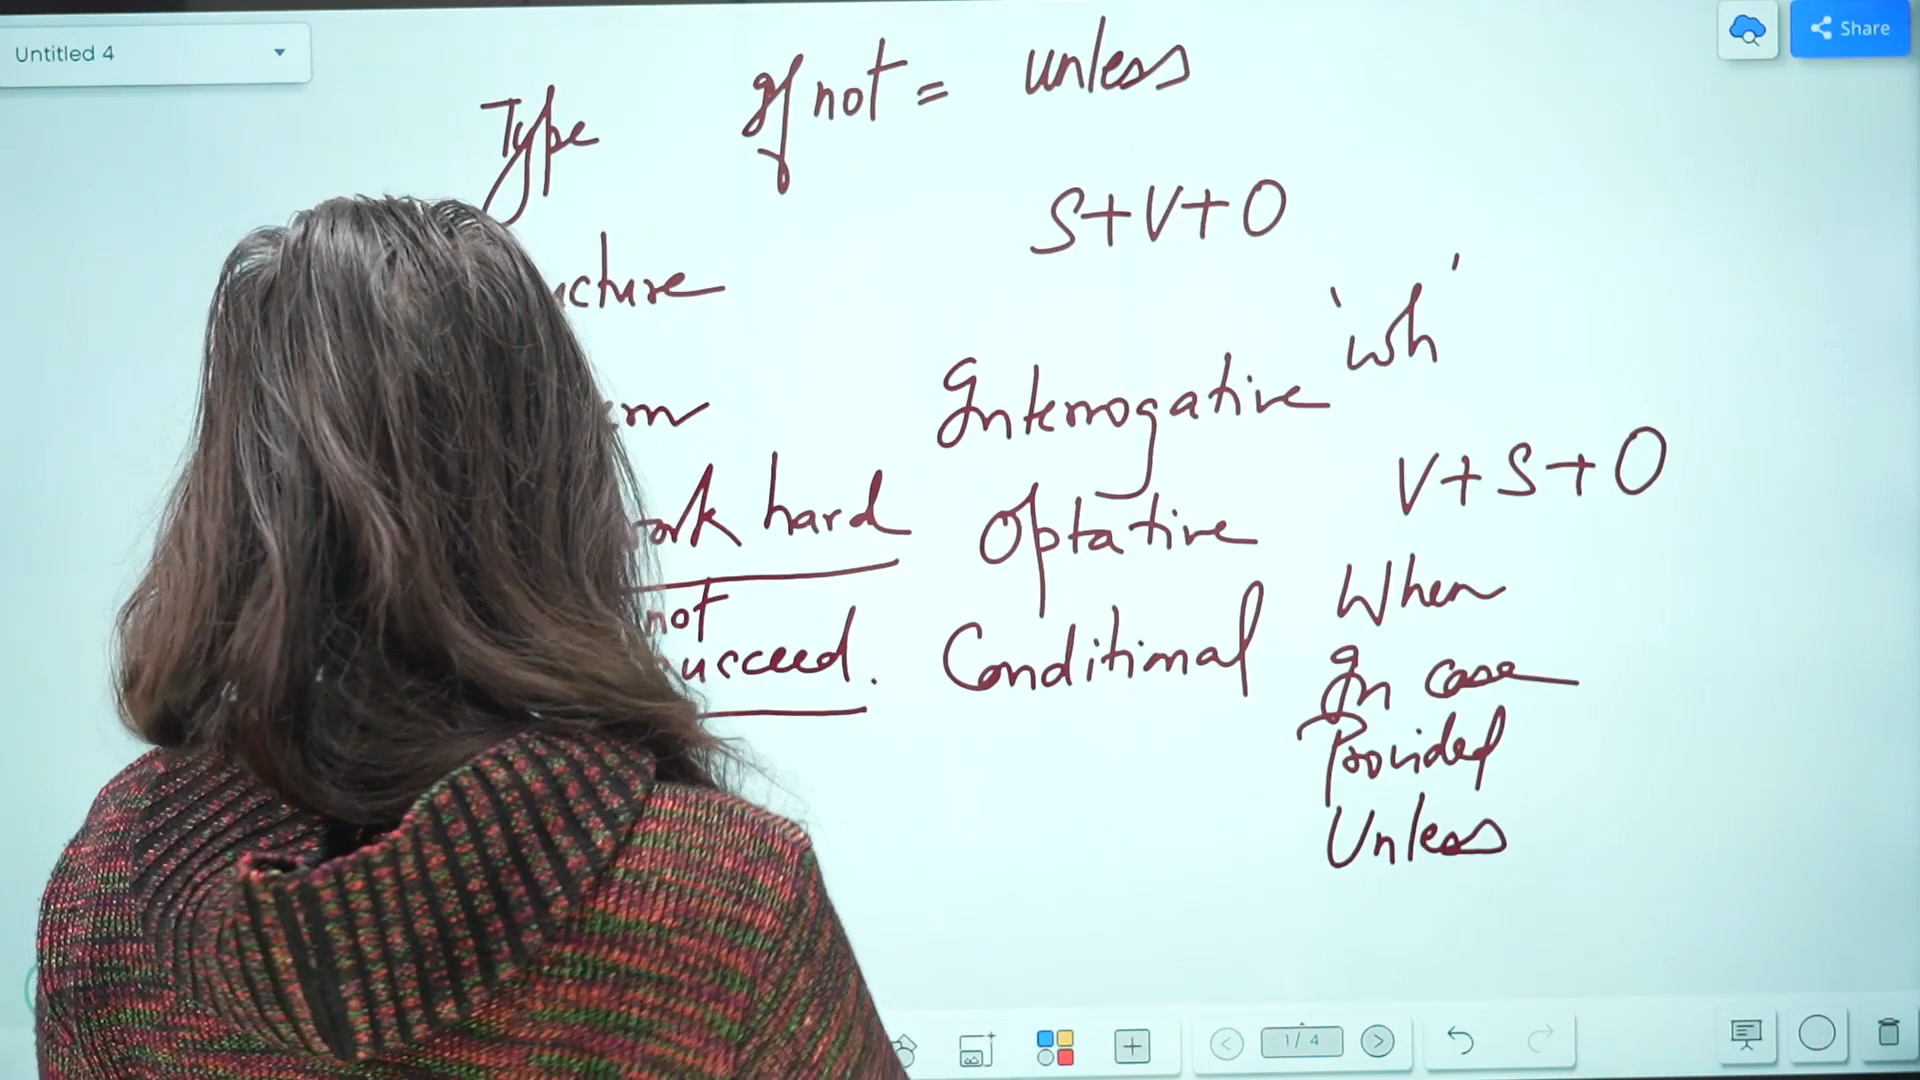 Untitled 4
Share
Type If not = unless
S+V+O
cture
'wh'
Interrogative
V+S+O
hard Optative
When
not
Conditional
ucceed.
In case
Provided
Unless
1/4